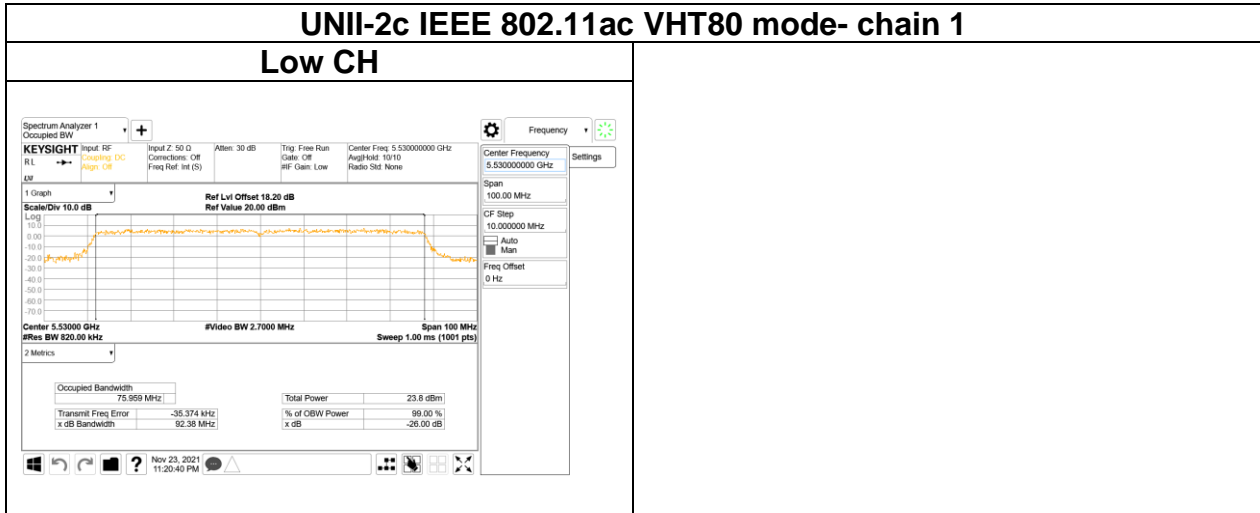 UNII-2c IEEE 802.11ac VHT80 mode- chain 1
Low CH
Spectrum Analyzer 1
Occupied BW
+
Frequency
KEYSIGHT
RL
Input: RF
Coupling: DC
Align: Off
Input Z: 50 Ω
Corrections: Off
Freq Ref: Int (S)
Atten: 30 dB
Trig: Free Run
Gate: Off
#IF Gain: Low
Center Freq: 5.530000000 GHz
Avg|Hold: 10/10
Radio Std: None
Center Frequency
5.530000000 GHz
Settings
Span
100.00 MHz
CF Step
10.000000 MHz
Auto
Man
Freq Offset
0 Hz
1 Graph
Scale/Div 10.0 dB
Ref Lvl Offset 18.20 dB
Ref Value 20.00 dBm
Log
10.0
0.00
-10.0
-20.0
-30.0
-40.0
-50.0
-60.0
-70.0
Center 5.53000 GHz
#Res BW 820.00 kHz
#Video BW 2.7000 MHz
Span 100 MHz
Sweep 1.00 ms (1001 pts)
2 Metrics
Occupied Bandwidth
75.959 MHz
Total Power 23.8 dBm
Transmit Freq Error -35.374 kHz
% of OBW Power 99.00 %
x dB Bandwidth 92.38 MHz
x dB -26.00 dB
?
Nov 23, 2021
11:20:40 PM